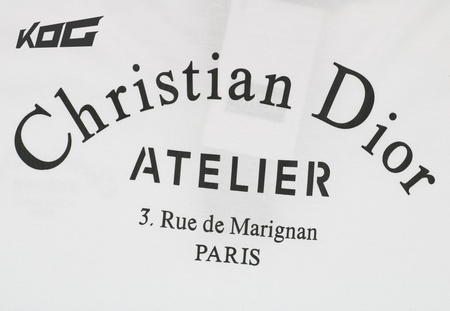 KOG
Christian Dior
ATELIER
3. Rue de Marignan
PARIS